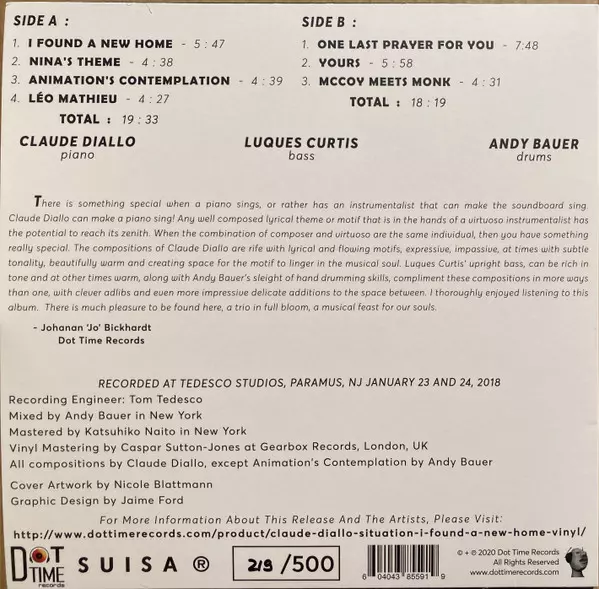 SIDE A :
1. I FOUND A NEW HOME - 5 : 47
2. NINA'S THEME - 4 : 38
3. ANIMATION'S CONTEMPLATION - 4 : 39
4. LÉO MATHIEU - 4 : 27
TOTAL : 19 : 33
SIDE B :
1. ONE LAST PRAYER FOR YOU - 7:48
2. YOURS - 5 : 58
3. MCCOY MEETS MONK - 4 : 31
TOTAL : 18 : 19
CLAUDE DIALLO
piano
LUQUES CURTIS
bass
ANDY BAUER
drums
There is something special when a piano sings, or rather has an instrumentalist that can make the soundboard sing.
Claude Diallo can make a piano sing! Any well composed lyrical theme or motif that is in the hands of a virtuoso instrumentalist has
the potential to reach its zenith. When the combination of composer and virtuoso are the same individual, then you have something
really special. The compositions of Claude Diallo are rife with lyrical and flowing motifs, expressive, impassive, at times with subtle
tonality, beautifully warm and creating space for the motif to linger in the musical soul. Luques Curtis' upright bass, can be rich in
tone and at other times warm, along with Andy Bauer's sleight of hand drumming skills, compliment these compositions in more ways
than one, with clever adlibs and even more impressive delicate additions to the space between. I thoroughly enjoyed listening to this
album. There is much pleasure to be found here, a trio in full bloom, a musical feast for our souls.
- Johanan 'Jo' Bickhardt
Dot Time Records
RECORDED AT TEDESCO STUDIOS, PARAMUS, NJ JANUARY 23 AND 24, 2018
Recording Engineer: Tom Tedesco
Mixed by Andy Bauer in New York
Mastered by Katsuhiko Naito in New York
Vinyl Mastering by Caspar Sutton-Jones at Gearbox Records, London, UK
All compositions by Claude Diallo, except Animation's Contemplation by Andy Bauer
Cover Artwork by Nicole Blattmann
Graphic Design by Jaime Ford
For More Information About This Release And The Artists, Please Visit:
http://www.dottimerecords.com/product/claude-diallo-situation-i-found-a-new-home-vinyl/
DOT
TIME
records
SUISA ®
219 /500
6 04043 85591 9
© + ℗ 2020 Dot Time Records
All Rights Reserved
www.dottimerecords.com